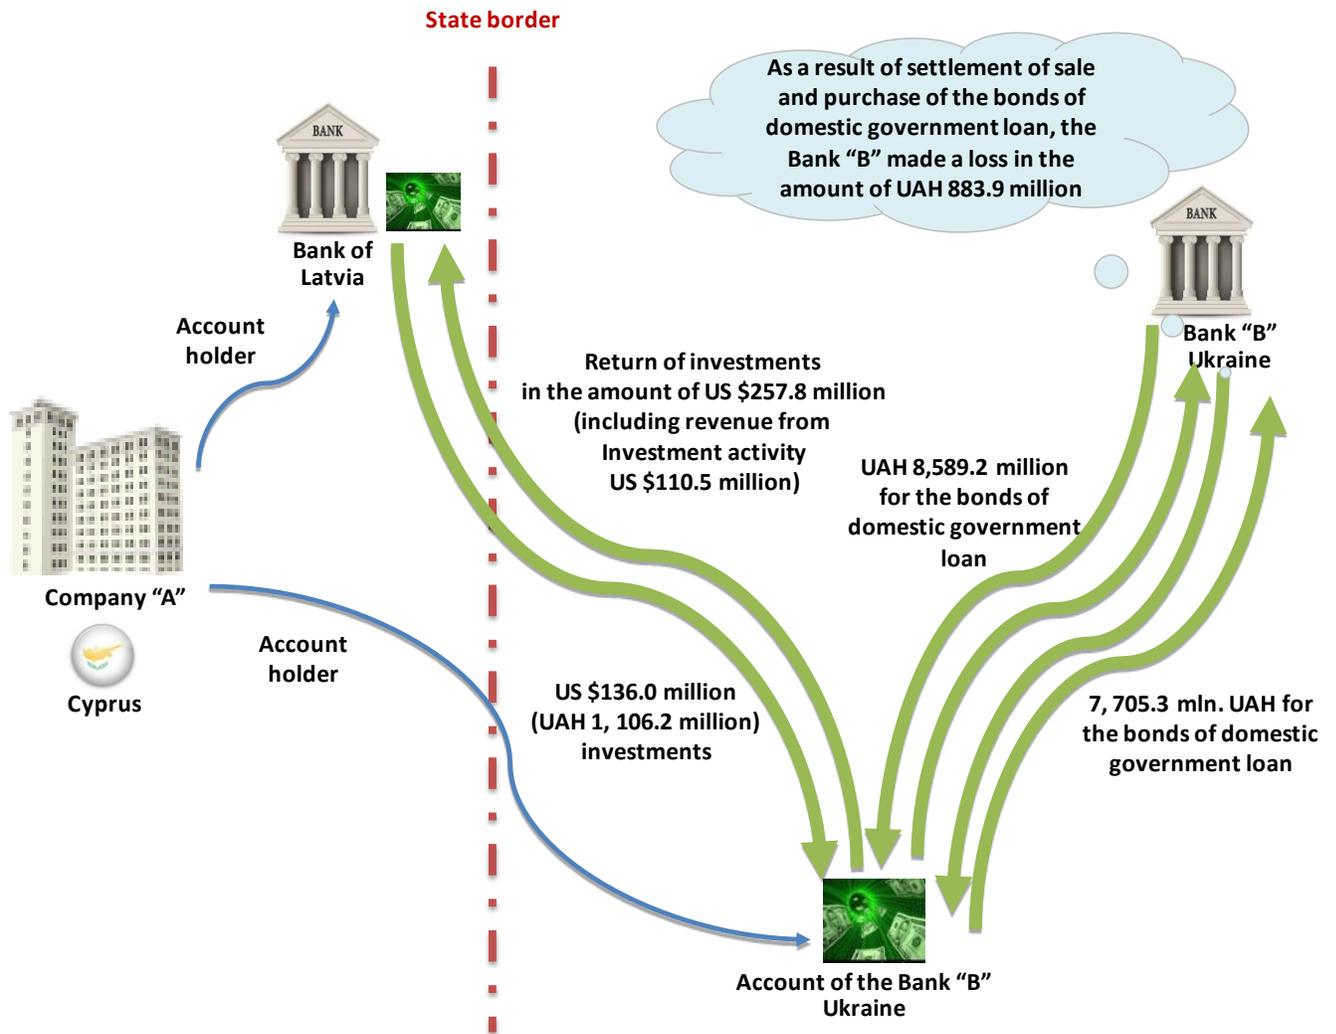 State border
As a result of settlement of sale
and purchase of the bonds of
domestic government loan, the
Bank “B” made a loss in the
amount of UAH 883.9 million
BANK
Bank of
Latvia
BANK
Bank “B”
Ukraine
Account
holder
Return of investments
in the amount of US $257.8 million
(including revenue from
Investment activity
US $110.5 million)
UAH 8,589.2 million
for the bonds of
domestic government
loan
Company “A”
Cyprus
Account
holder
US $136.0 million
(UAH 1, 106.2 million)
investments
7, 705.3 mln. UAH for
the bonds of domestic
government loan
Account of the Bank “B”
Ukraine